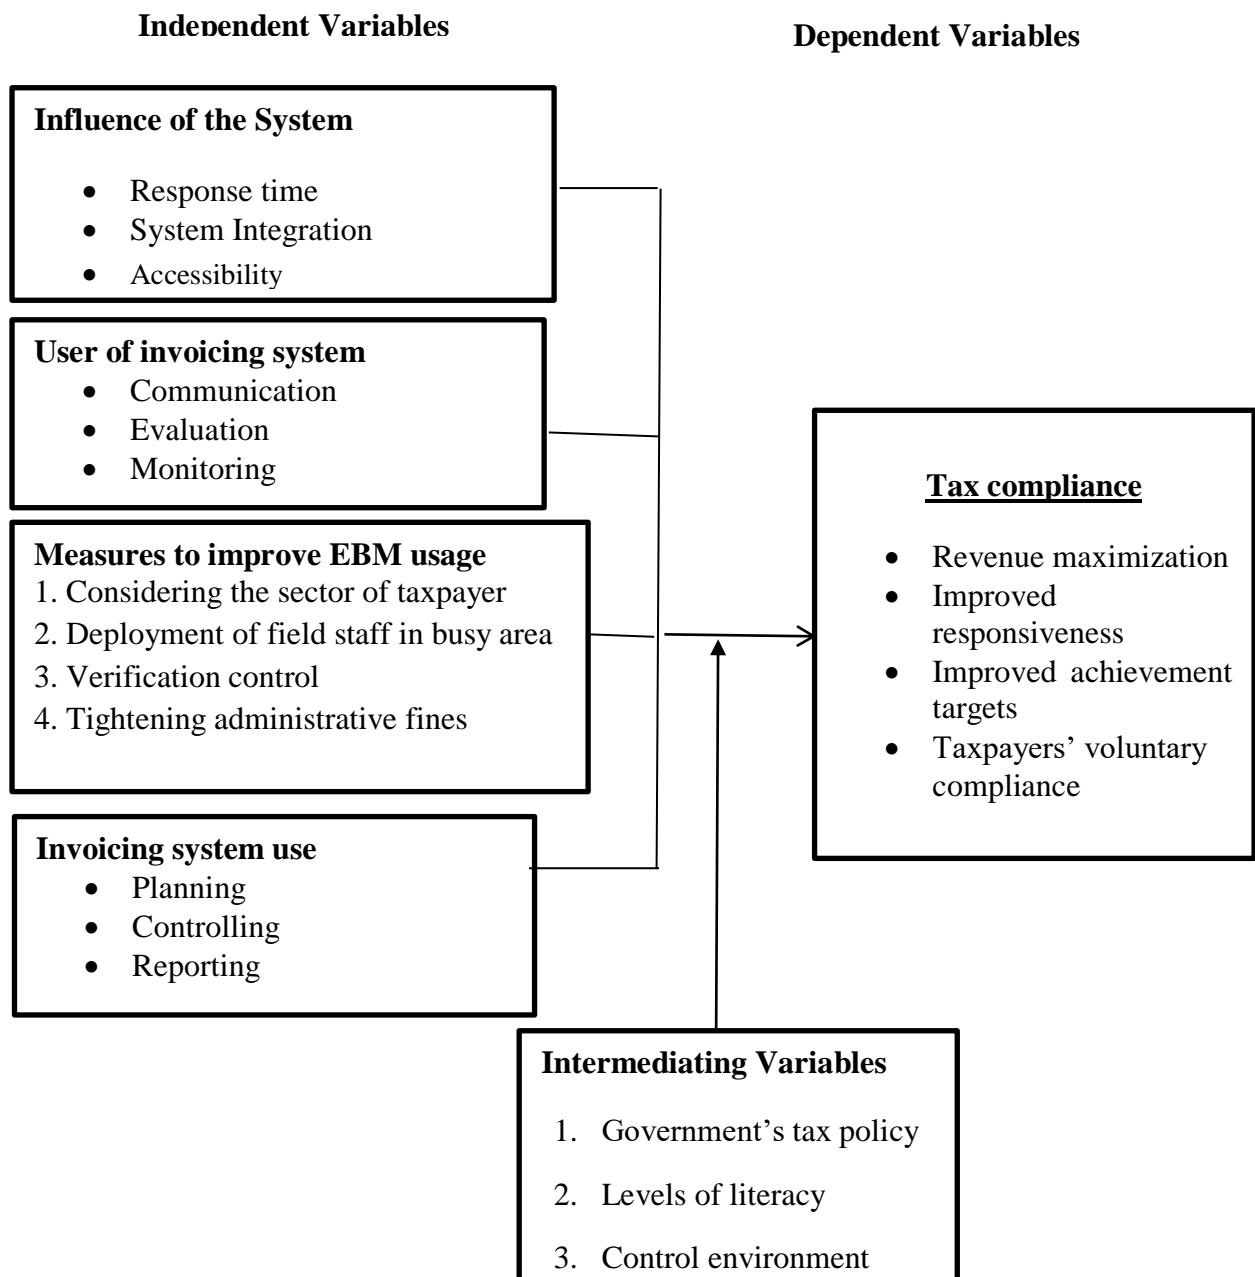 Independent Variables
Dependent Variables
Influence of the System
• Response time
• System Integration
• Accessibility
User of invoicing system
• Communication
• Evaluation
• Monitoring
Measures to improve EBM usage
1. Considering the sector of taxpayer
2. Deployment of field staff in busy area
3. Verification control
4. Tightening administrative fines
Invoicing system use
• Planning
• Controlling
• Reporting
Tax compliance
• Revenue maximization
• Improved
responsiveness
• Improved achievement
targets
• Taxpayers’ voluntary
compliance
Intermediating Variables
1. Government’s tax policy
2. Levels of literacy
3. Control environment